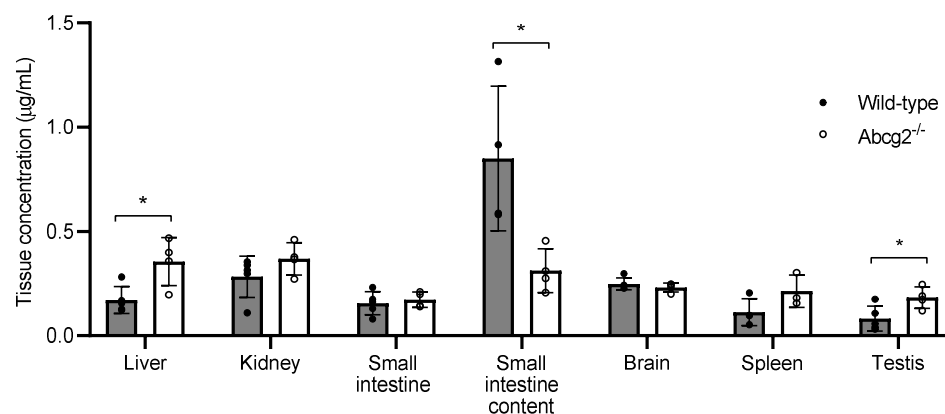 Tissue concentration (µg/mL)
1.5
1.0
0.5
0.0
*
*
*
Wild-type
Abcg2-/-
Liver
Kidney
Small
intestine
Small
intestine
content
Brain
Spleen
Testis